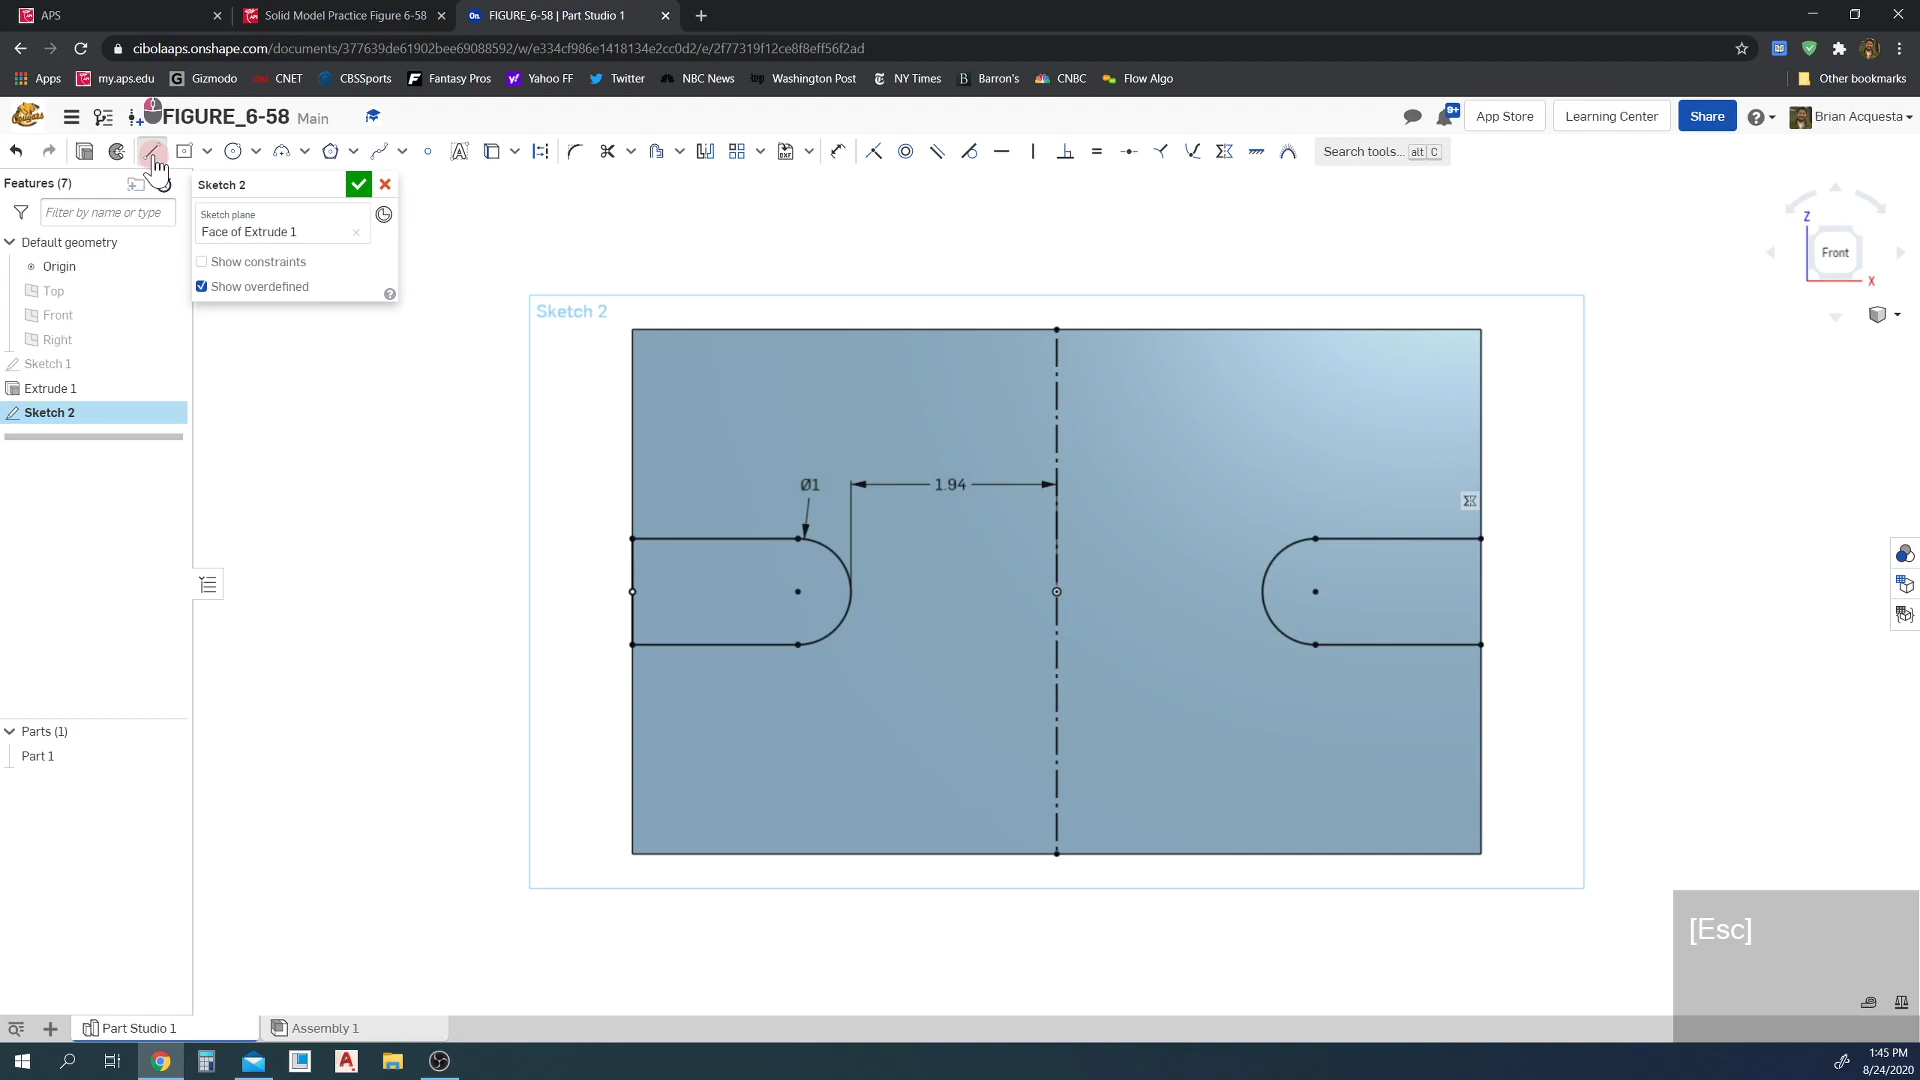 APS
Solid Model Practice Figure 6-58
On FIGURE_6-58 | Part Studio 1
cibolaaps.onshape.com/documents/377639de61902bee69088592/w/e334cf986e1418134e2cc0d2/e/2f77319f12ce8f8eff56f2ad
Apps
my.aps.edu
G Gizmodo
CNET
CBSSports
Fantasy Pros
Yahoo FF
Twitter
NBC News
wp Washington Post
NY Times
B Barron's
CNBC
Flow Algo
Other bookmarks
FIGURE_6-58 Main
9+
App Store
Learning Center
Share
Brian Acquesta
Search tools... alt C
Features (7)
Filter by name or type
Default geometry
Origin
Top
Front
Right
Sketch 1
Extrude 1
Sketch 2
Sketch 2
Sketch plane
Face of Extrude 1
Show constraints
Show overdefined
Sketch 2
Ø1
1.94
Z
Front
X
Parts (1)
Part 1
[Esc]
Part Studio 1
Assembly 1
1:45 PM
8/24/2020